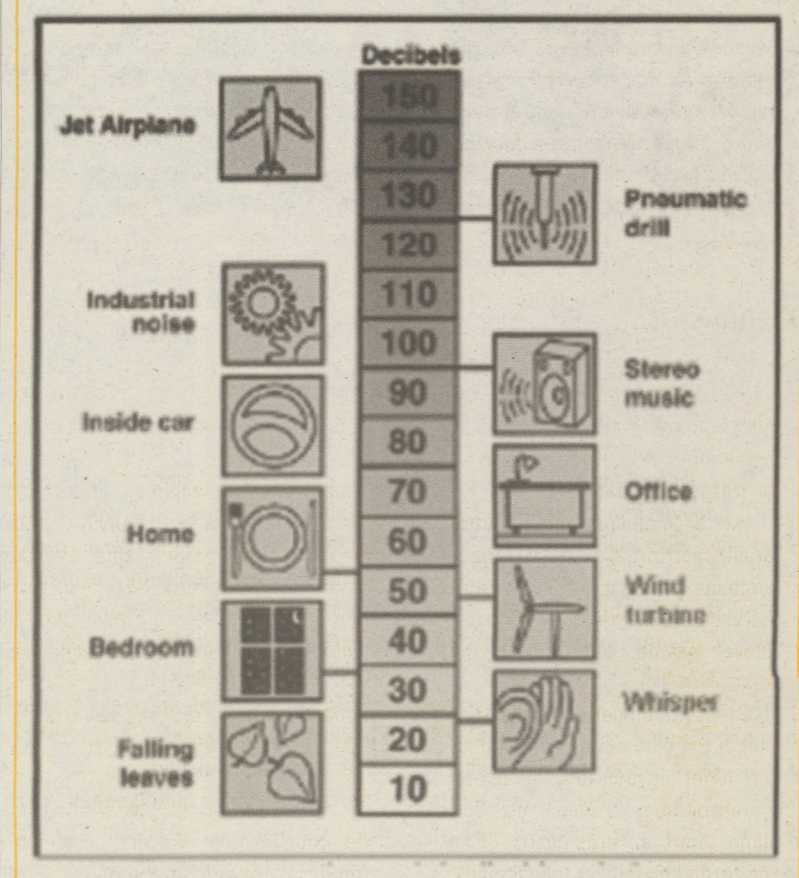 Decibels
150
Jet Airplane
140
130
Pneumatic
drill
120
110
Industrial
noise
100
Stereo
music
90
Inside car
80
70
Office
Home
60
50
Wind
turbine
40
Bedroom
30
Whisper
20
Falling
leaves
10